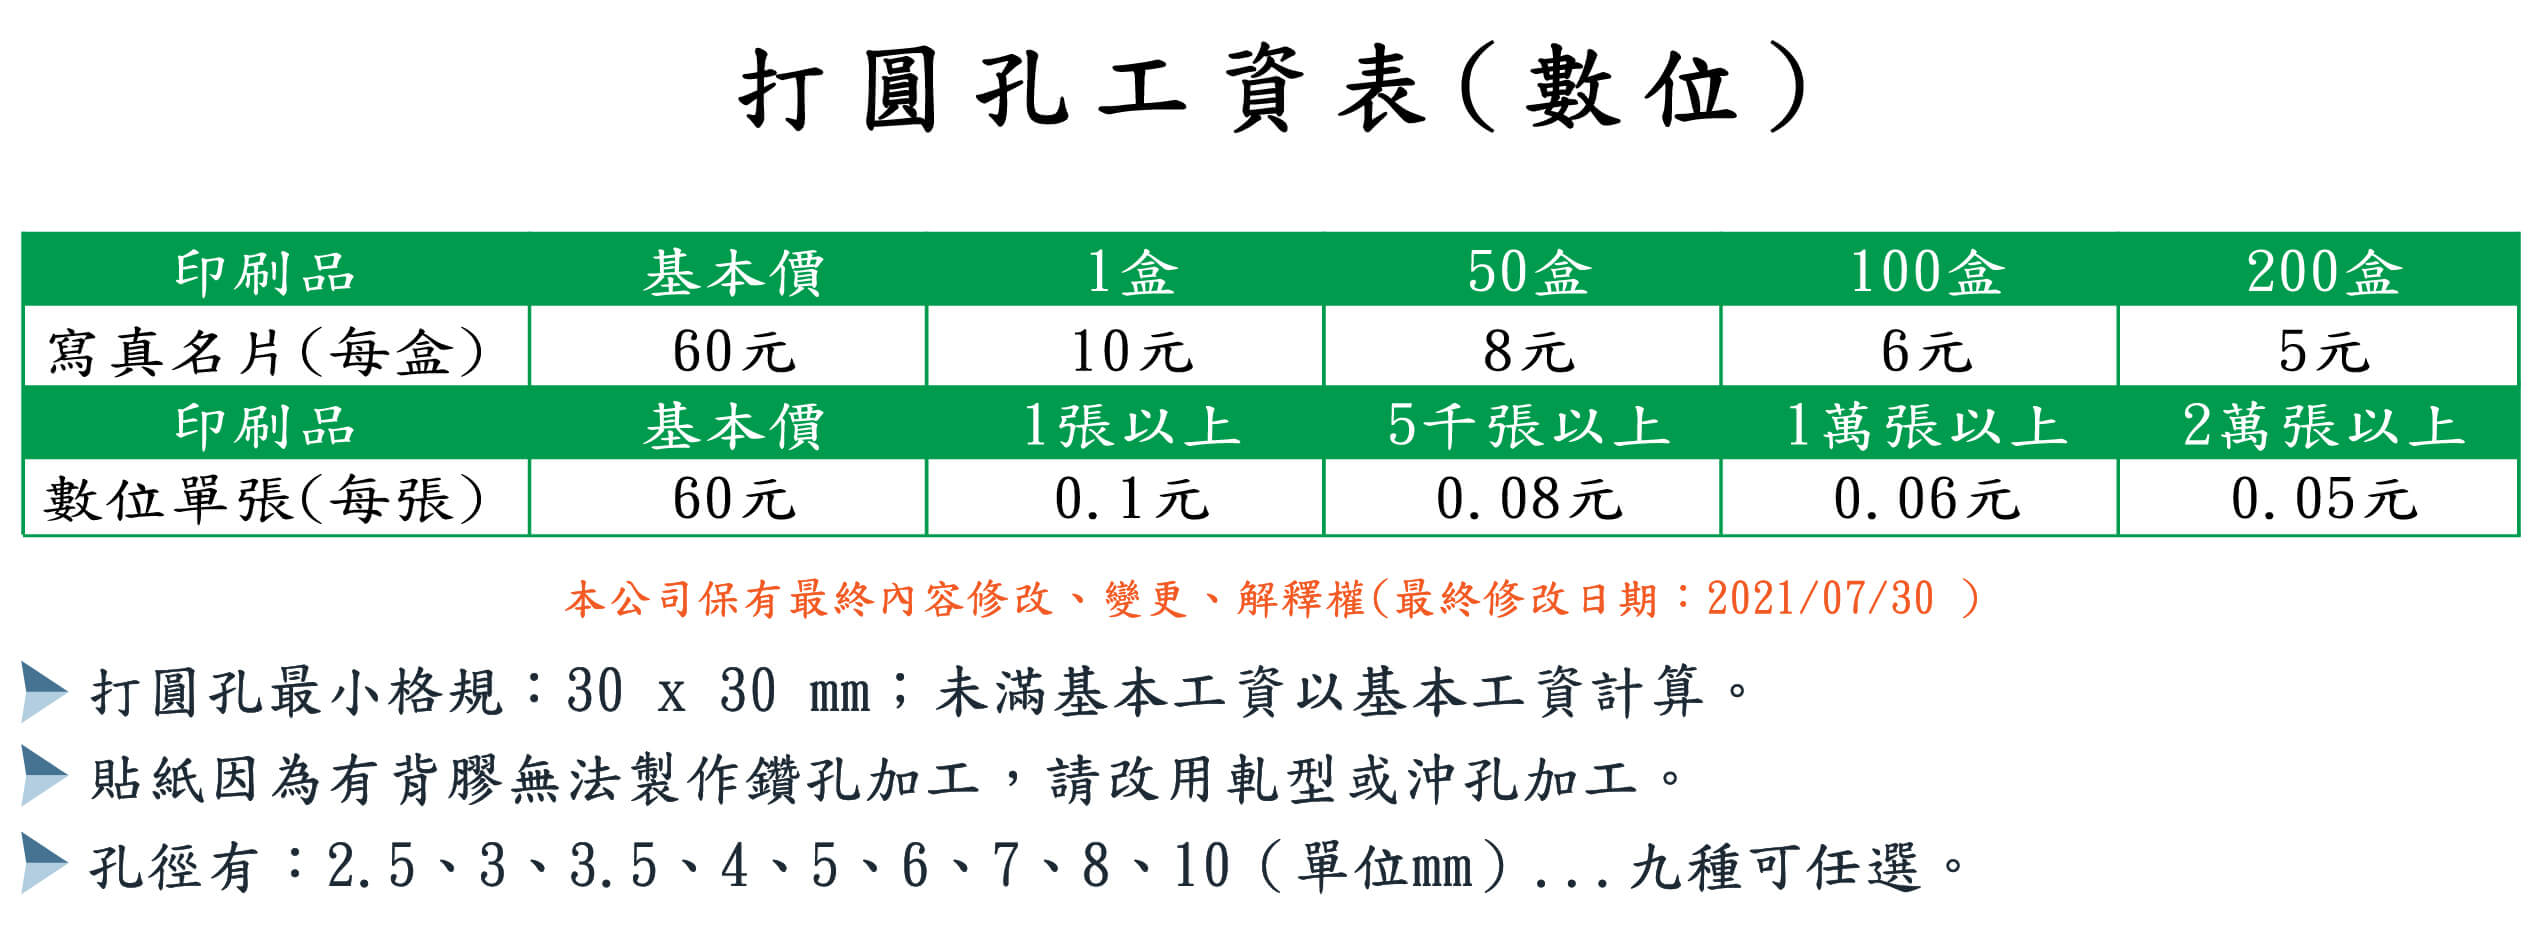 打圓孔工資表(數位)
印刷品 基本價 1盒 50盒 100盒 200盒
寫真名片(每盒) 60元 10元 8元 6元 5元
印刷品 基本價 1張以上 5千張以上 1萬張以上 2萬張以上
數位單張(每張) 60元 0.1元 0.08元 0.06元 0.05元
本公司保有最終內容修改、變更、解釋權(最終修改日期：2021/07/30 )
打圓孔最小格規：30 x 30 mm；未滿基本工資以基本工資計算。
貼紙因為有背膠無法製作鑽孔加工，請改用軋型或沖孔加工。
孔徑有：2.5、3、3.5、4、5、6、7、8、10（單位mm）...九種可任選。